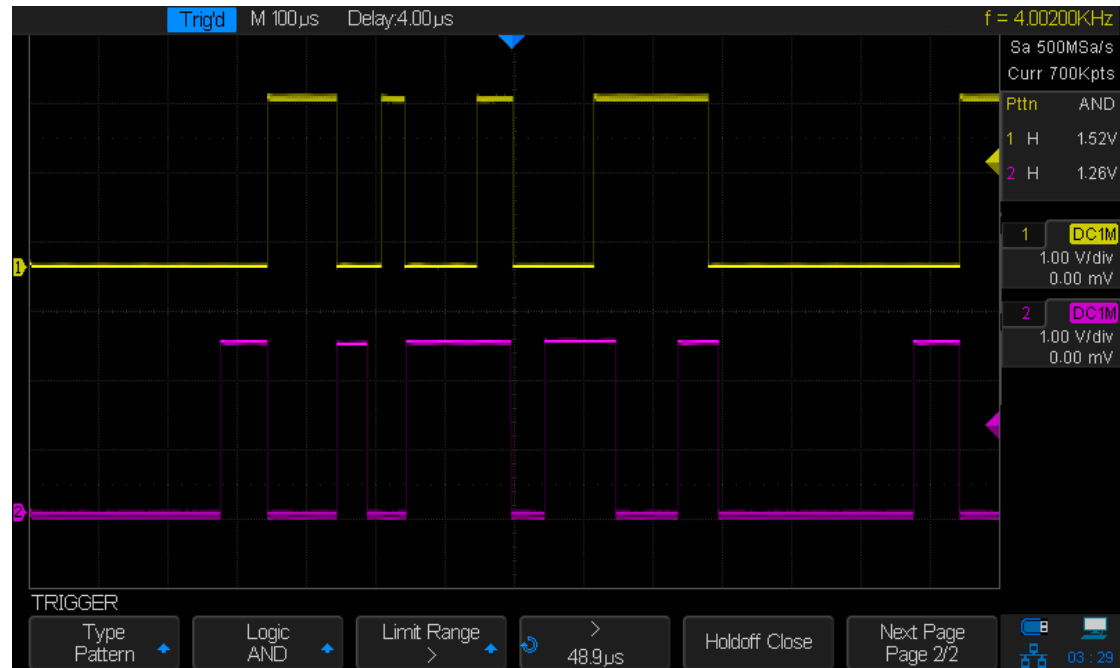 Trig'd M 100µs Delay:4.00µs f = 4.00200KHz
Sa 500MSa/s
Curr 700Kpts
Pttn AND
1 H 1.52V
2 H 1.26V
1 DC1M
1.00 V/div
0.00 mV
2 DC1M
1.00 V/div
0.00 mV
1
2
TRIGGER
Type
Pattern
Logic
AND
Limit Range
>
>
48.9µs
Holdoff Close
Next Page
Page 2/2
03:29